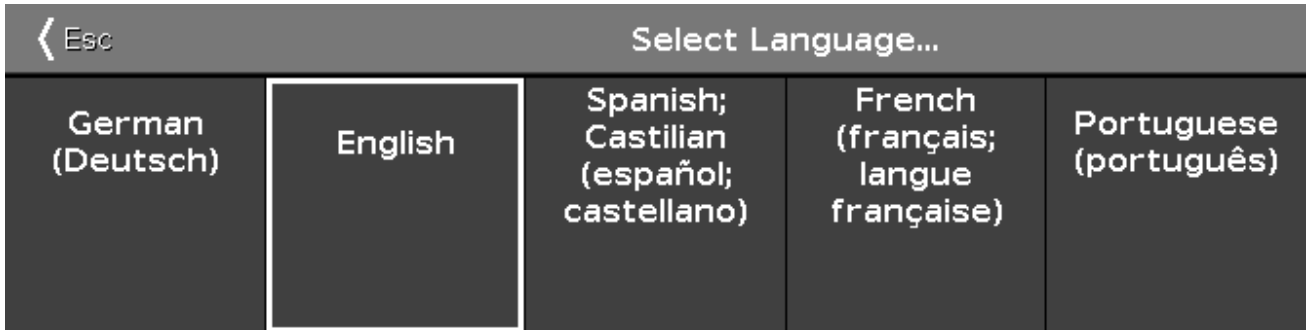 Esc
Select Language...
German
(Deutsch)
English
Spanish;
Castilian
(español;
castellano)
French
(français;
langue
française)
Portuguese
(português)